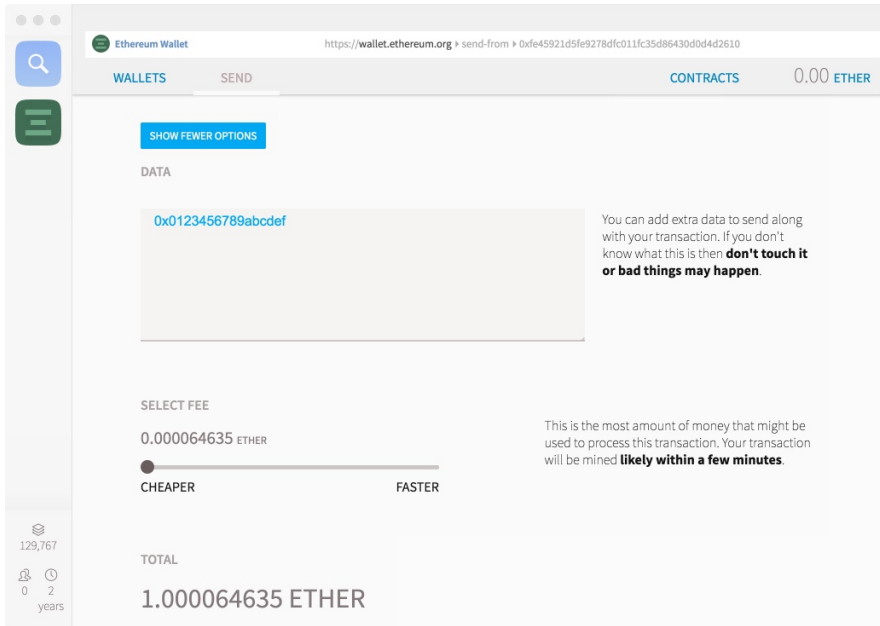 Ethereum Wallet
https://wallet.ethereum.org ▸ send-from ▸ 0xfe45921d5fe9278dfc011fc35d86430d0d4d2610
WALLETS SEND CONTRACTS 0.00 ETHER
SHOW FEWER OPTIONS
DATA
0x0123456789abcdef
You can add extra data to send along
with your transaction. If you don't
know what this is then don't touch it
or bad things may happen.
SELECT FEE
0.000064635 ETHER
CHEAPER FASTER
This is the most amount of money that might be
used to process this transaction. Your transaction
will be mined likely within a few minutes.
TOTAL
1.000064635 ETHER
129,767
0 2
years